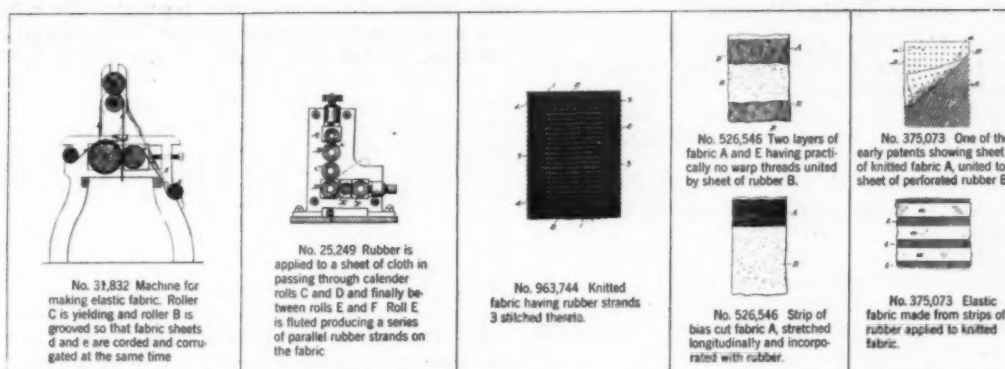 No. 31,832 Machine for
making elastic fabric. Roller
C is yielding and roller B is
grooved so that fabric sheets
d and e are corded and corru-
gated at the same time
No. 25,249 Rubber is
applied to a sheet of cloth in
passing through calender
rolls C and D and finally be-
tween rolls E and F Roll E
is fluted producing a series
of parallel rubber strands on
the fabric
No. 963,744 Knitted
fabric having rubber strands
3 stitched thereto.
No. 526,546 Two layers of
fabric A and E having practi-
cally no warp threads united
by sheet of rubber B.
No. 526,546 Strip of
bias cut fabric A, stretched
longitudinally and incorpo-
rated with rubber.
No. 375,073 One of the
early patents showing sheet
of knitted fabric A, united to
sheet of perforated rubber B
No. 375,073 Elastic
fabric made from strips of
rubber applied to knitted
fabric.